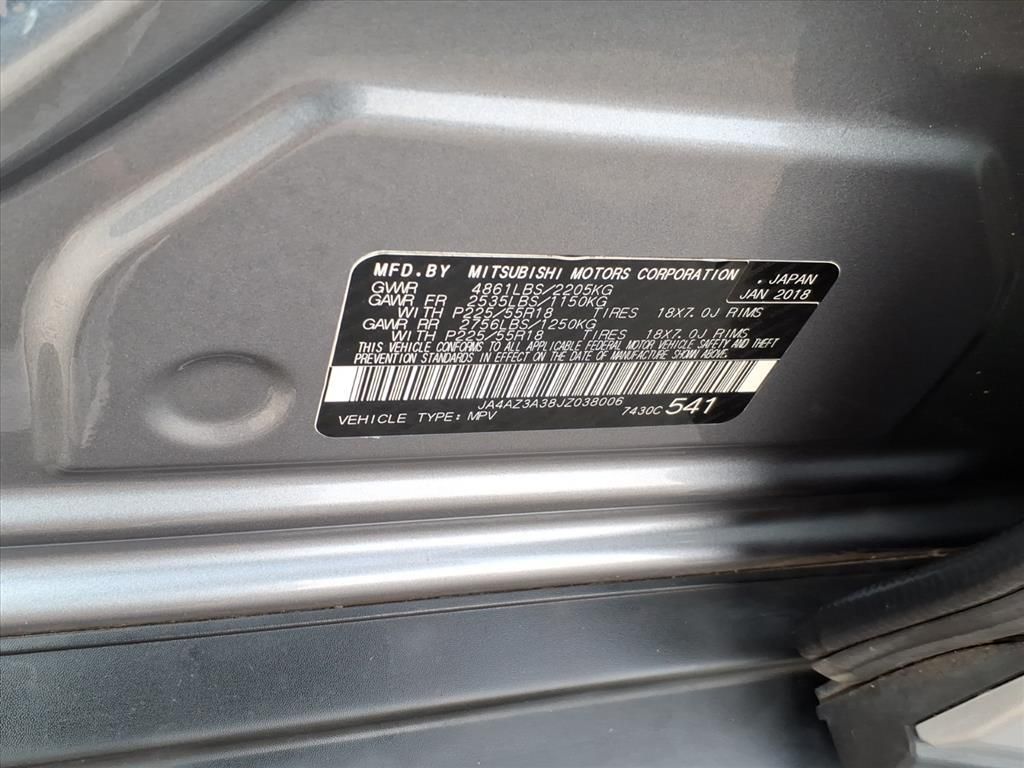 MFD.BY MITSUBISHI MOTORS CORPORATION . JAPAN
GVWR 4861LBS/2205KG JAN 2018
GAWR FR 2535LBS/1150KG
WITH P225/55R18 TIRES 18X7.0J RIMS
GAWR RR 2756LBS/1250KG
WITH P225/55R18 TIRES 18X7.0J RIMS
THIS VEHICLE CONFORMS TO ALL APPLICABLE FEDERAL MOTOR VEHICLE SAFETY AND THEFT
PREVENTION STANDARDS IN EFFECT ON THE DATE OF MANUFACTURE SHOWN ABOVE.
JA4AZ3A38JZ038006
VEHICLE TYPE: MPV 7430C 541